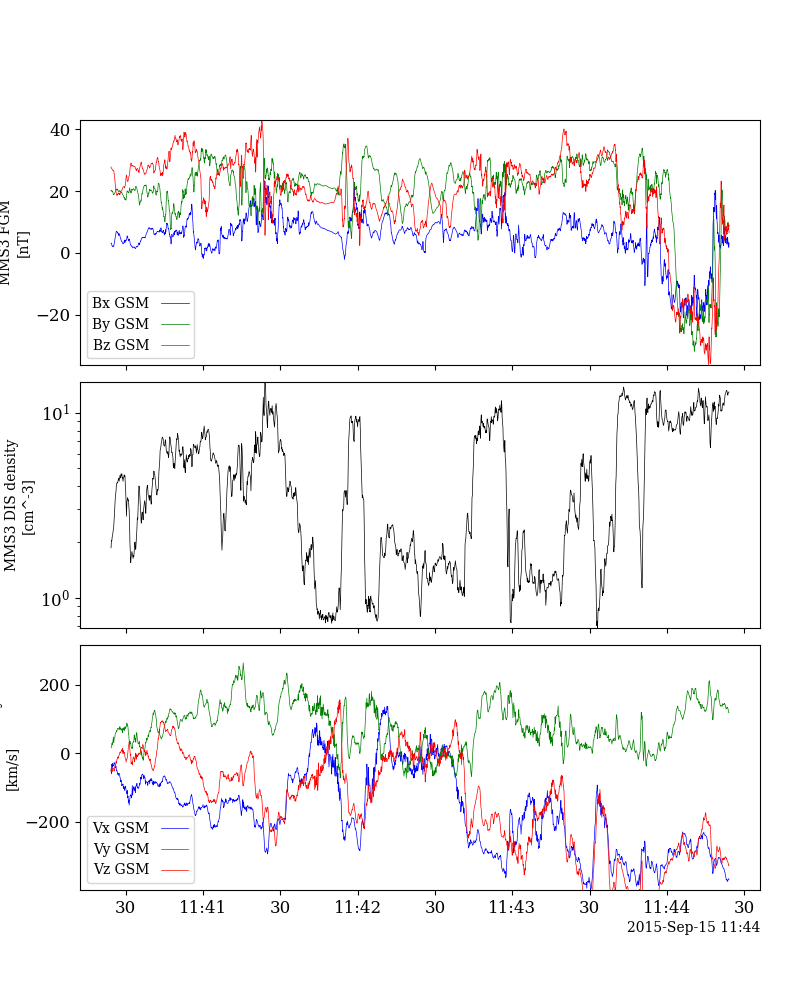 40
20
0
−20
MMS3 FGM
[nT]
Bx GSM
By GSM
Bz GSM
10^1
10^0
MMS3 DIS density
[cm^-3]
200
0
−200
[km/s]
Vx GSM
Vy GSM
Vz GSM
30 11:41 30 11:42 30 11:43 30 11:44 30
2015-Sep-15 11:44